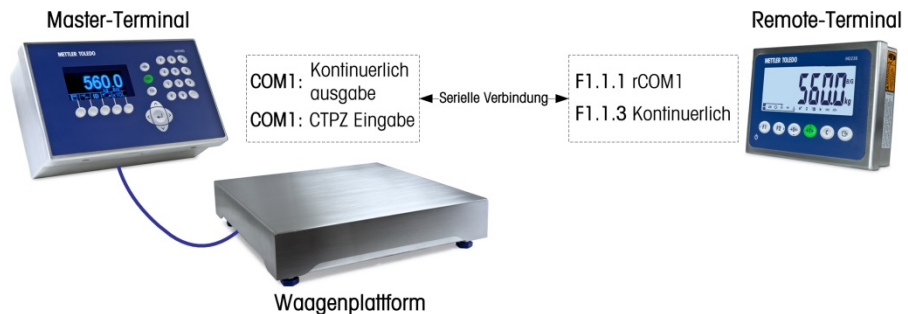 Master-Terminal
Remote-Terminal
METTLER TOLEDO
560.0
COM1: Kontinuerlich
ausgabe
COM1: CTPZ Eingabe
Serielle Verbindung
F1.1.1 rCOM1
F1.1.3 Kontinuerlich
METTLER TOLEDO
560.0 kg
Waagenplattform